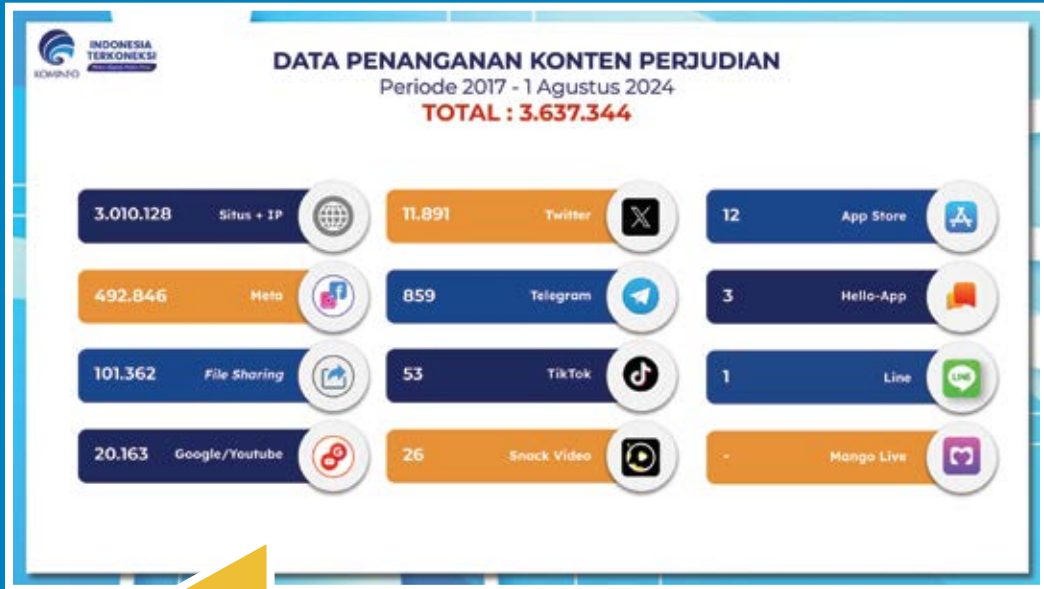 INDONESIA
TERKONEKSI
KOMINFO
DATA PENANGANAN KONTEN PERJUDIAN
Periode 2017 - 1 Agustus 2024
TOTAL : 3.637.344
3.010.128 Situs + IP
492.846 Meta
101.362 File Sharing
20.163 Google/Youtube
11.891 Twitter
859 Telegram
53 TikTok
26 Snack Video
12 App Store
3 Hello-App
1 Line
LINE
- Mango Live